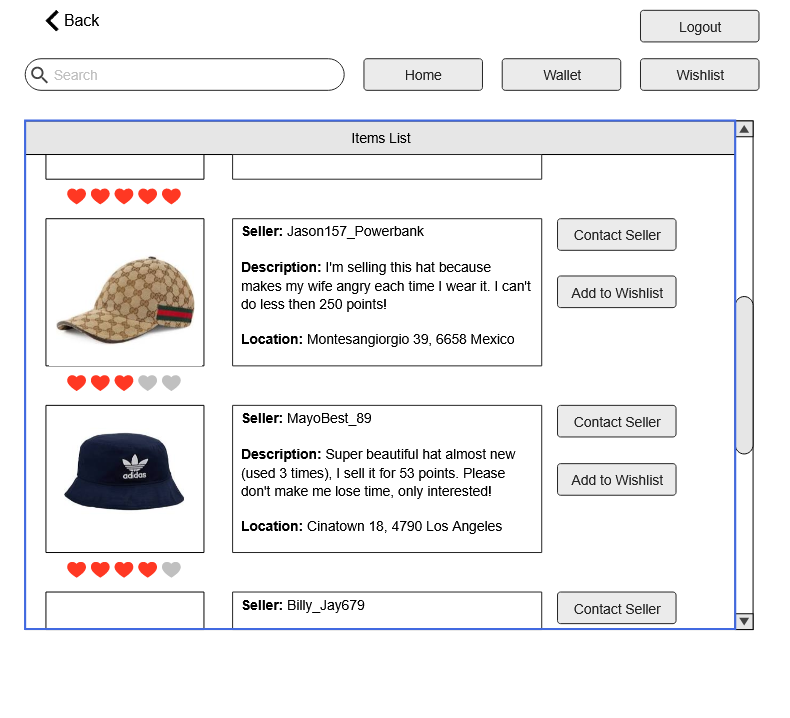 Back
Logout
Search
Home
Wallet
Wishlist
Items List
Seller: Jason157_Powerbank
Contact Seller
Description: I'm selling this hat because
makes my wife angry each time I wear it. I can't
do less then 250 points!
Add to Wishlist
Location: Montesangiorgio 39, 6658 Mexico
Seller: MayoBest_89
Contact Seller
Description: Super beautiful hat almost new
(used 3 times), I sell it for 53 points. Please
don't make me lose time, only interested!
Add to Wishlist
adidas
Location: Cinatown 18, 4790 Los Angeles
Seller: Billy_Jay679
Contact Seller